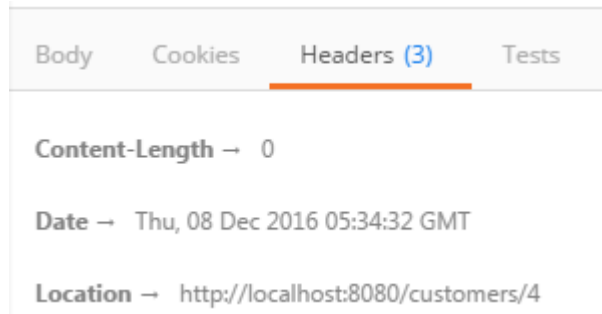 Body Cookies Headers (3) Tests
Content-Length → 0
Date → Thu, 08 Dec 2016 05:34:32 GMT
Location → http://localhost:8080/customers/4